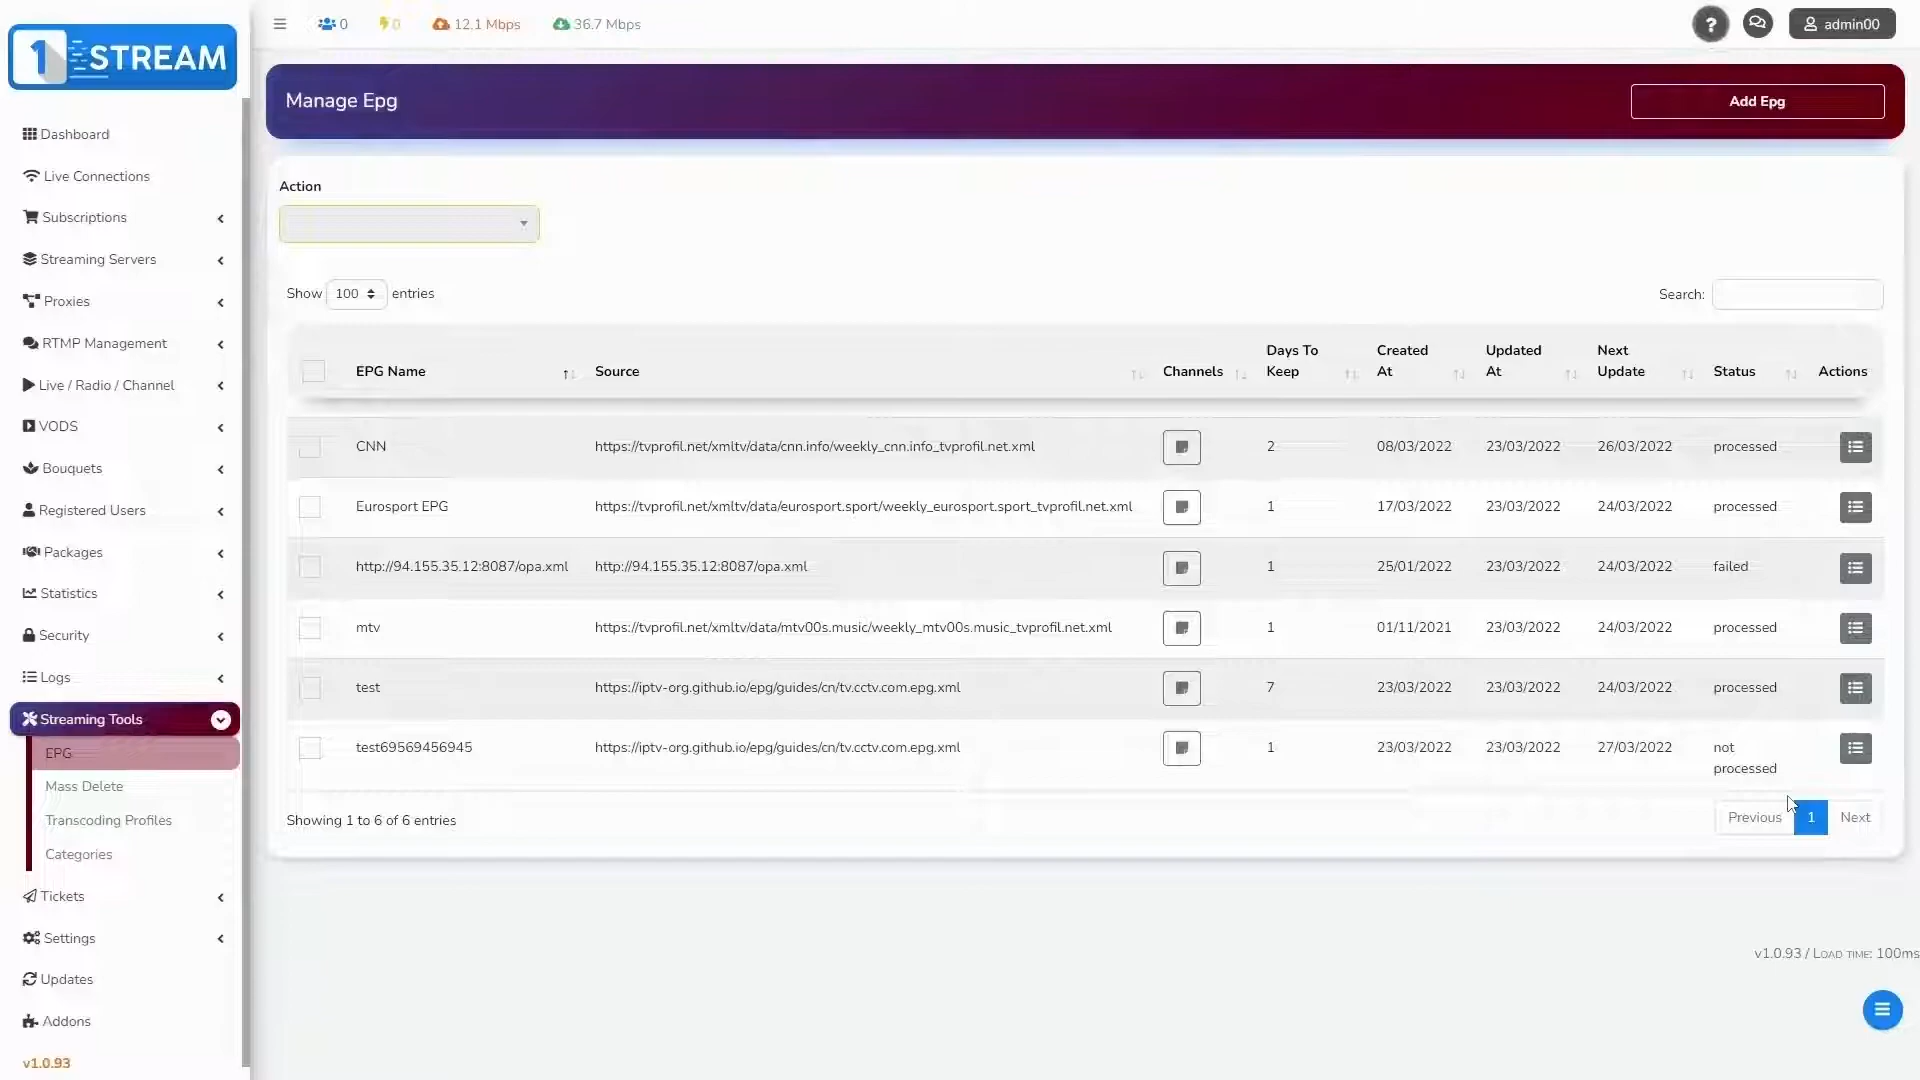 1 STREAM
0
0
12.1 Mbps
36.7 Mbps
?
admin00
Manage Epg
Add Epg
Dashboard
Live Connections
Subscriptions
Streaming Servers
Proxies
RTMP Management
Live / Radio / Channel
VODS
Bouquets
Registered Users
Packages
Statistics
Security
Logs
Streaming Tools
EPG
Mass Delete
Transcoding Profiles
Categories
Tickets
Settings
Updates
Addons
v1.0.93
Action
Show 100 entries
Search:
EPG Name Source Channels Days To Keep Created At Updated At Next Update Status Actions
CNN https://tvprofil.net/xmltv/data/cnn.info/weekly_cnn.info_tvprofil.net.xml 2 08/03/2022 23/03/2022 26/03/2022 processed
Eurosport EPG https://tvprofil.net/xmltv/data/eurosport.sport/weekly_eurosport.sport_tvprofil.net.xml 1 17/03/2022 23/03/2022 24/03/2022 processed
http://94.155.35.12:8087/opa.xml http://94.155.35.12:8087/opa.xml 1 25/01/2022 23/03/2022 24/03/2022 failed
mtv https://tvprofil.net/xmltv/data/mtv00s.music/weekly_mtv00s.music_tvprofil.net.xml 1 01/11/2021 23/03/2022 24/03/2022 processed
test https://iptv-org.github.io/epg/guides/cn/tv.cctv.com.epg.xml 7 23/03/2022 23/03/2022 24/03/2022 processed
test69569456945 https://iptv-org.github.io/epg/guides/cn/tv.cctv.com.epg.xml 1 23/03/2022 23/03/2022 27/03/2022 not processed
Showing 1 to 6 of 6 entries
Previous 1 Next
v1.0.93 / LOAD TIME: 100ms